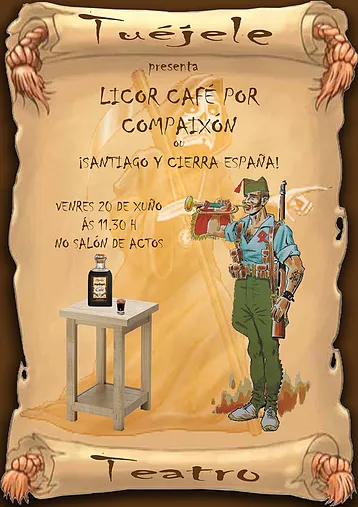 Tuéjele
presenta
LICOR CAFÉ POR
COMPAIXÓN
OU
¡SANTIAGO Y CIERRA ESPAÑA!
VENRES 20 DE XUÑO
ÁS 11,30 H
NO SALÓN DE ACTOS
Teatro